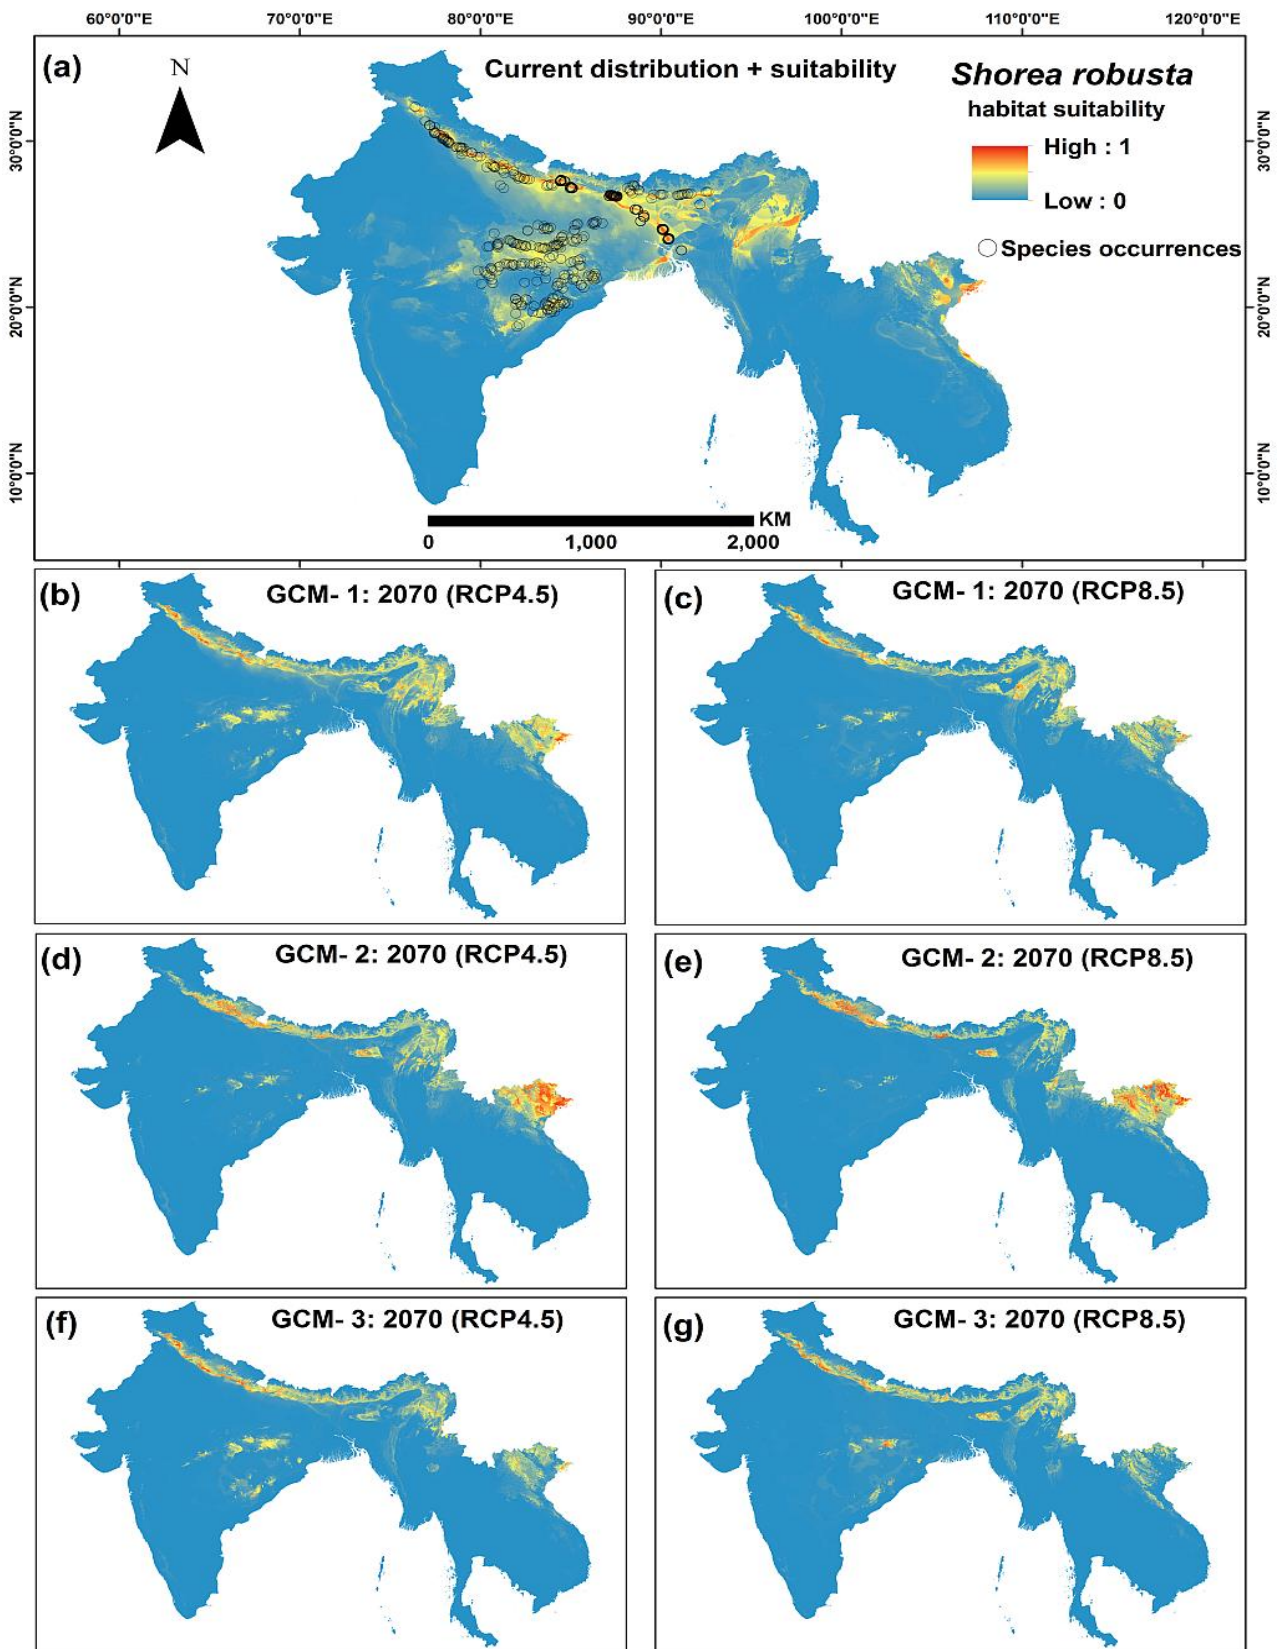 60°0'0"E 70°0'0"E 80°0'0"E 90°0'0"E 100°0'0"E 110°0'0"E 120°0'0"E
(a)
N
Current distribution + suitability
Shorea robusta
habitat suitability
High : 1
Low : 0
Species occurrences
30°0'0"N
20°0'0"N
10°0'0"N
30°0'0"N
20°0'0"N
10°0'0"N
KM
0 1,000 2,000
(b) GCM- 1: 2070 (RCP4.5)
(c) GCM- 1: 2070 (RCP8.5)
(d) GCM- 2: 2070 (RCP4.5)
(e) GCM- 2: 2070 (RCP8.5)
(f) GCM- 3: 2070 (RCP4.5)
(g) GCM- 3: 2070 (RCP8.5)